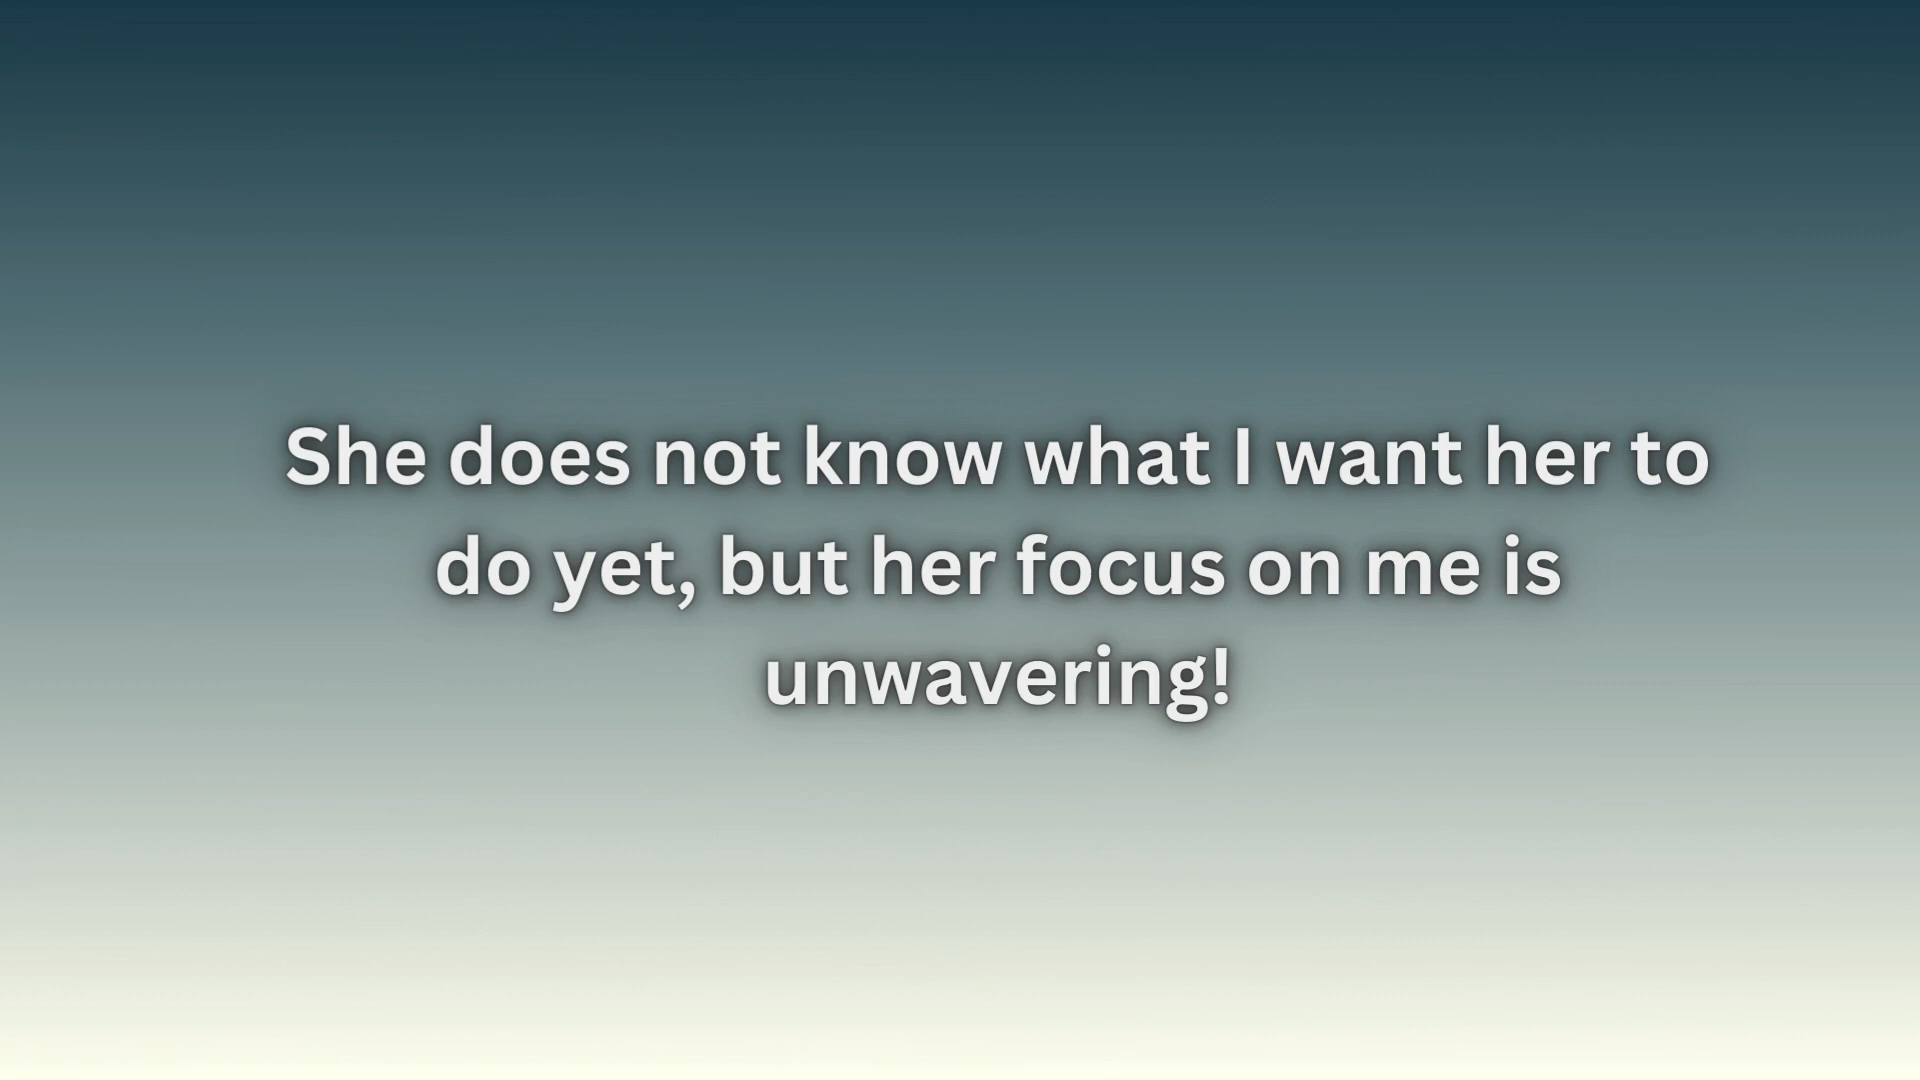 She does not know what I want her to
do yet, but her focus on me is
unwavering!